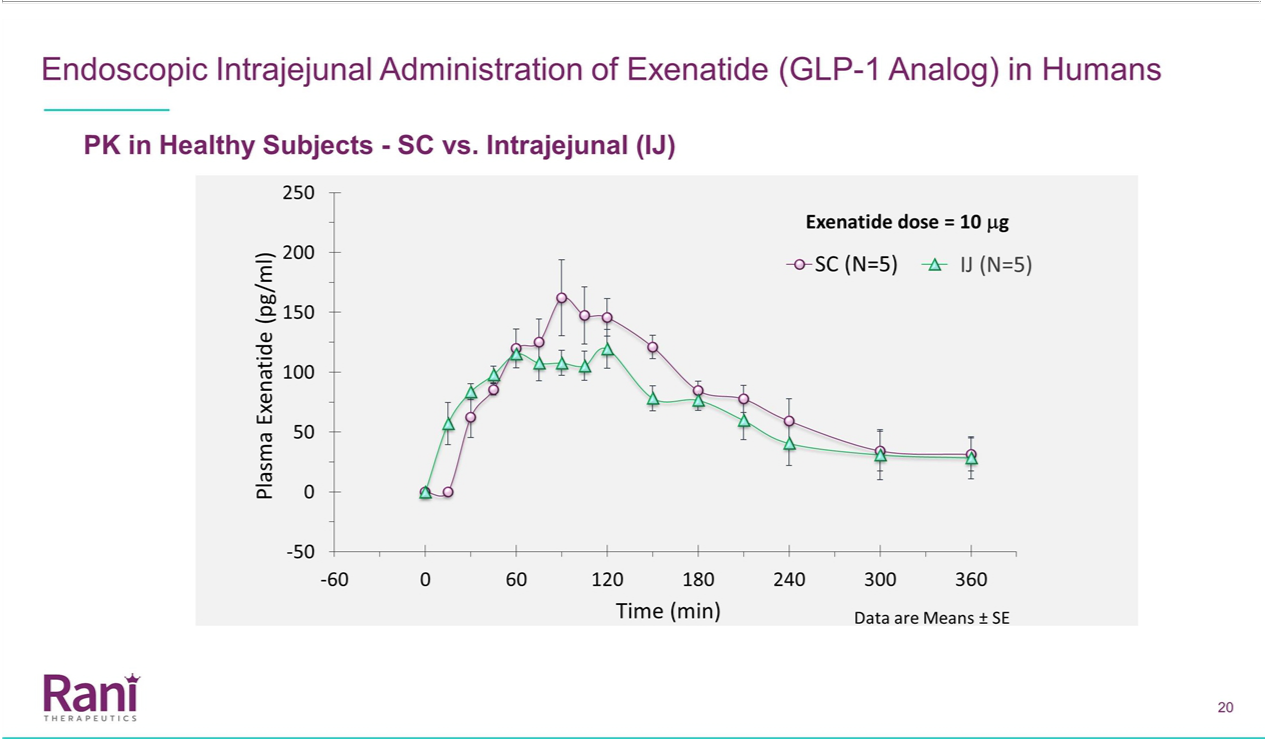 Endoscopic Intrajejunal Administration of Exenatide (GLP-1 Analog) in Humans
PK in Healthy Subjects - SC vs. Intrajejunal (IJ)
Exenatide dose = 10 µg
SC (N=5) IJ (N=5)
Plasma Exenatide (pg/ml)
250
200
150
100
50
0
-50
-60 0 60 120 180 240 300 360
Time (min)
Data are Means ± SE
Rani
THERAPEUTICS
20